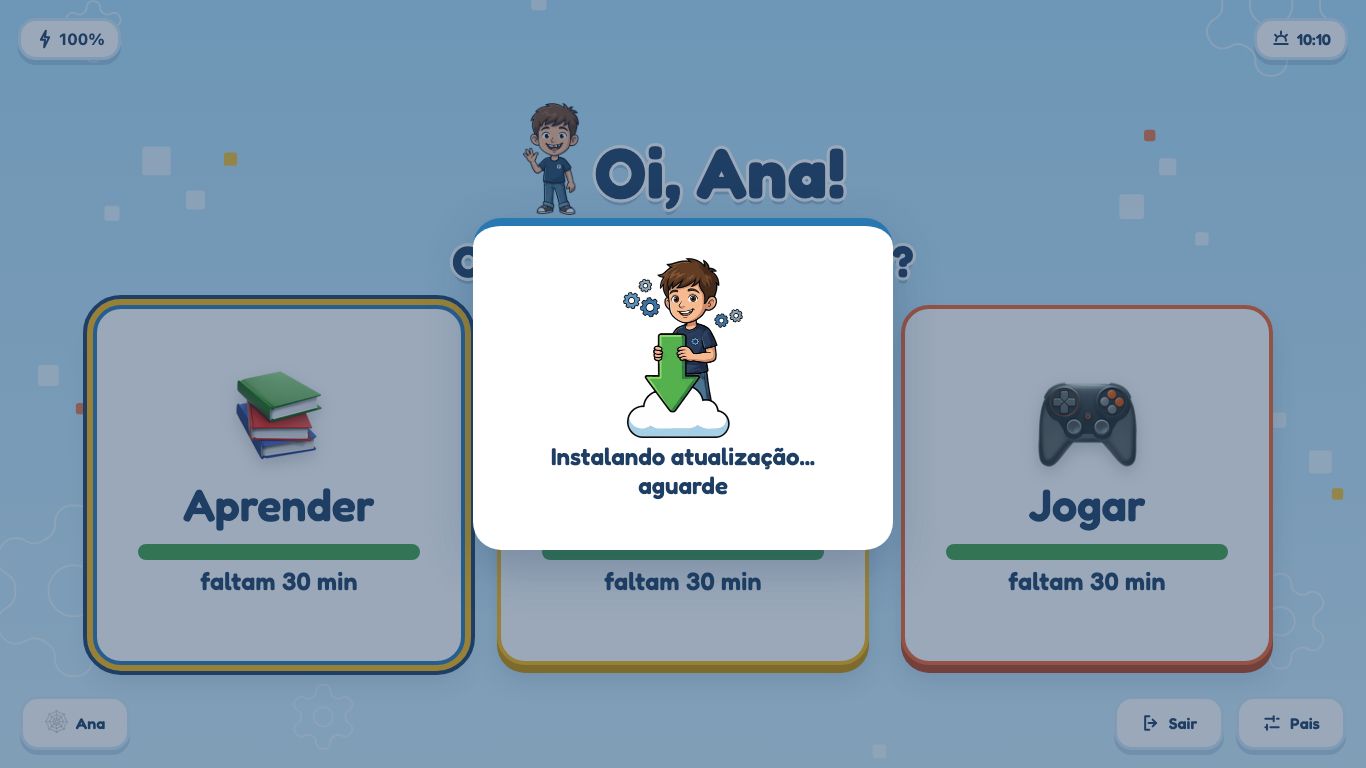 100%
10:10
Oi, Ana!
?
Instalando atualização...
aguarde
Aprender
faltam 30 min
faltam 30 min
Jogar
faltam 30 min
Ana
Sair
Pais